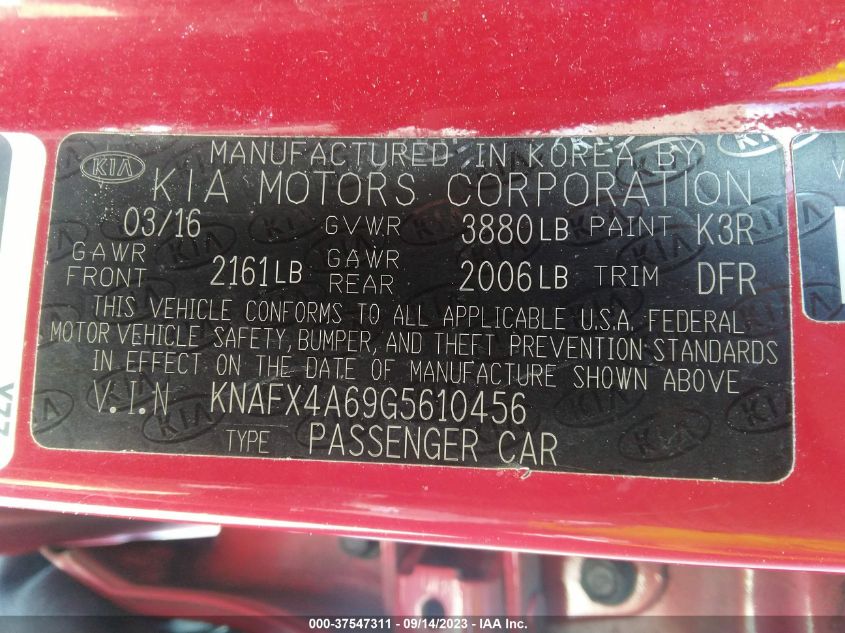 KIA
MANUFACTURED IN KOREA BY
KIA MOTORS CORPORATION
03/16 GVWR 3880LB PAINT K3R
GAWR FRONT 2161LB GAWR REAR 2006LB TRIM DFR
THIS VEHICLE CONFORMS TO ALL APPLICABLE U.S.A. FEDERAL
MOTOR VEHICLE SAFETY, BUMPER, AND THEFT PREVENTION STANDARDS
IN EFFECT ON THE DATE OF MANUFACTURE SHOWN ABOVE
V.I.N KNAFX4A69G5610456
TYPE PASSENGER CAR
000-37547311 - 09/14/2023 - IAA Inc.